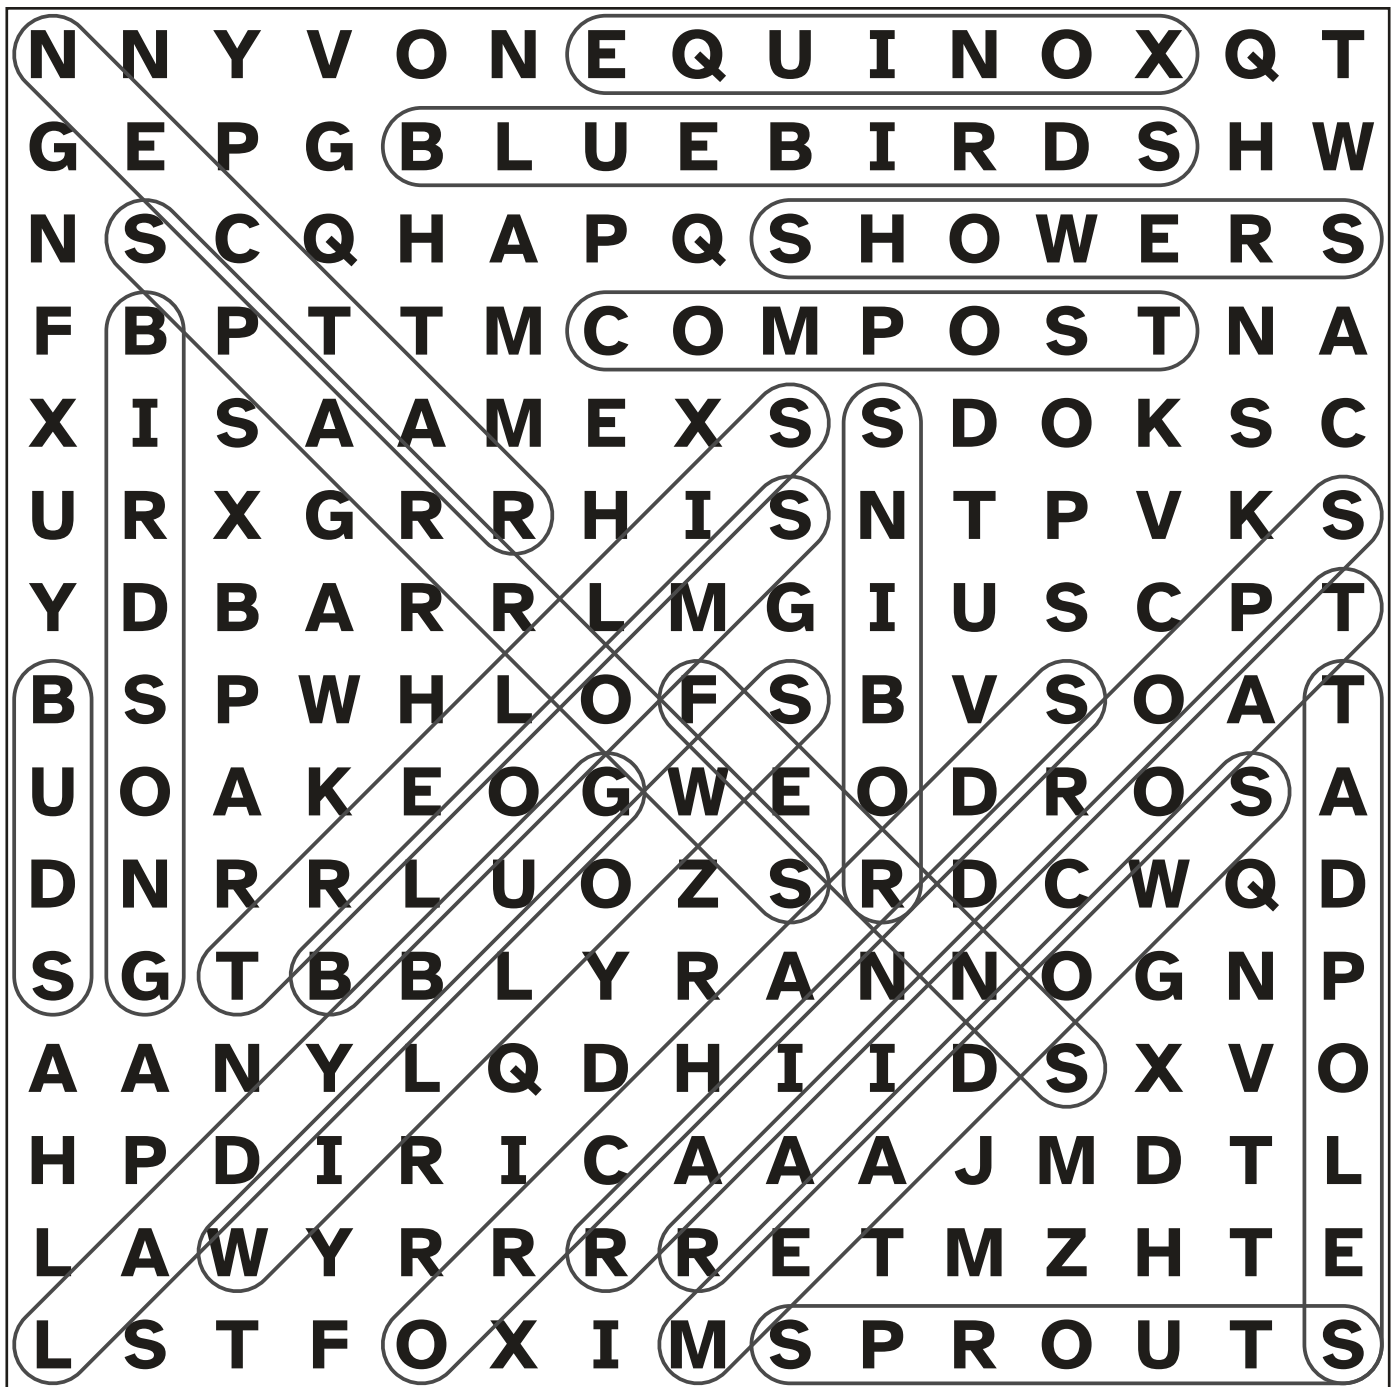 N N Y V O N E Q U I N O X Q T
G E P G B L U E B I R D S H W
N S C Q H A P Q S H O W E R S
F B P T T M C O M P O S T N A
X I S A A M E X S S D O K S C
U R X G R R H I S N T P V K S
Y D B A R R L M G I U S C P T
B S P W H L O F S B V S O A T
U O A K E O G W E O D R O S A
D N R R L U O Z S R D C W Q D
S G T B B L Y R A N N O G N P
A A N Y L Q D H I I D S X V O
H P D I R I C A A A J M D T L
L A W Y R R R R E T M Z H T E
L S T F O X I M S P R O U T S